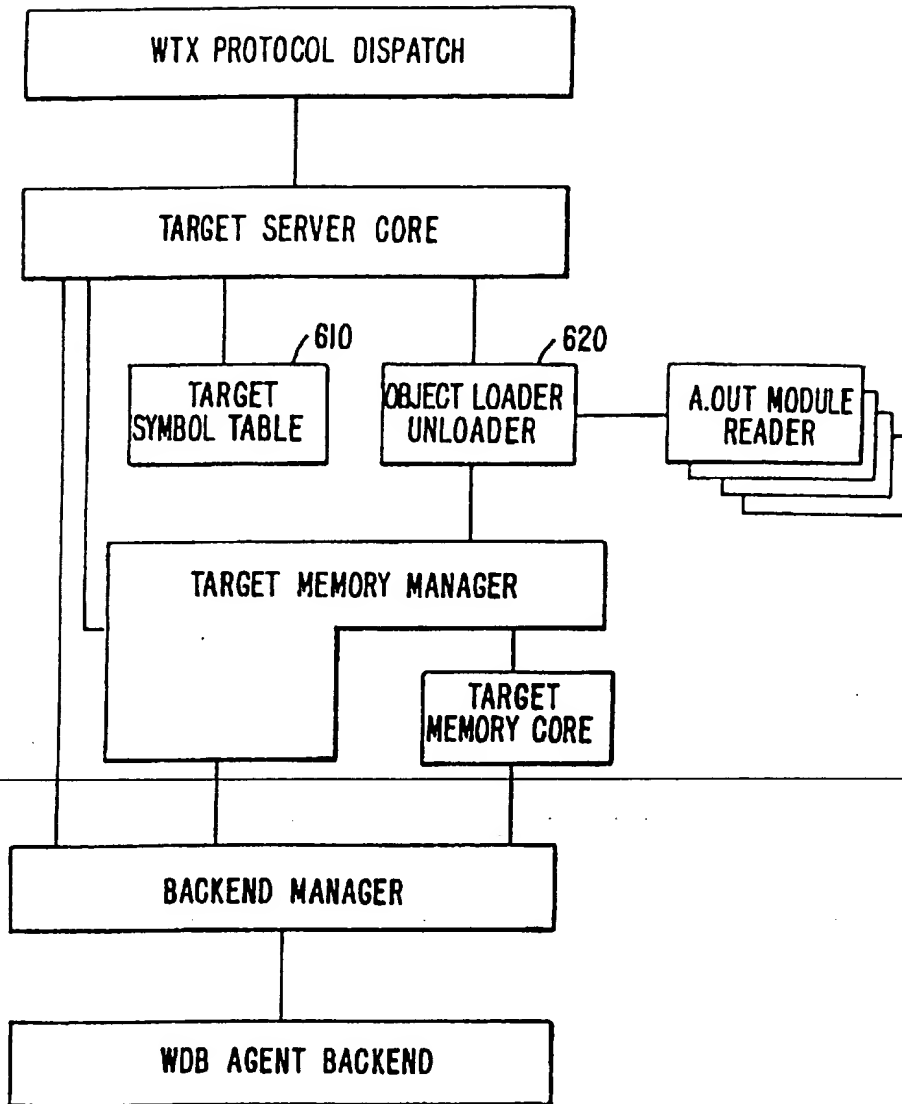 WTX PROTOCOL DISPATCH
TARGET SERVER CORE
610
TARGET
SYMBOL TABLE
620
OBJECT LOADER
UNLOADER
A.OUT MODULE
READER
TARGET MEMORY MANAGER
TARGET
MEMORY CORE
BACKEND MANAGER
WDB AGENT BACKEND